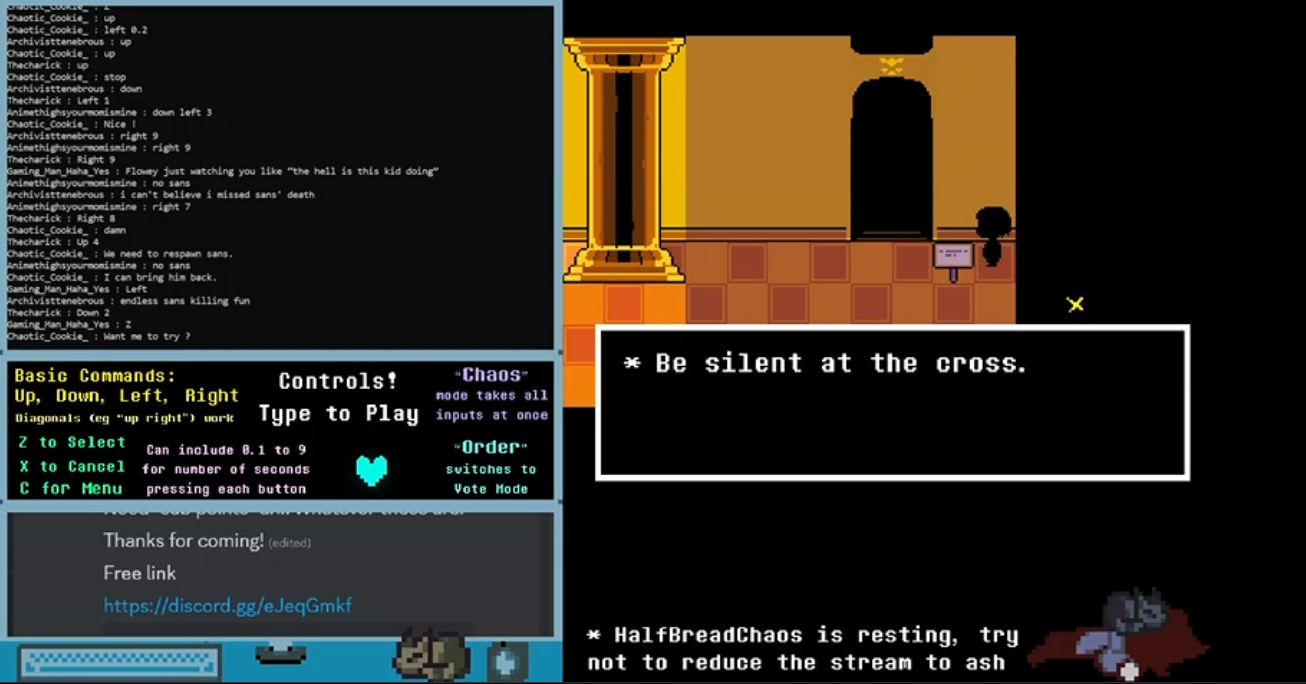 Chaotic_Cookie_ : Z
Chaotic_Cookie_ : up
Chaotic_Cookie_ : left 0.2
Archivisttenebrous : up
Chaotic_Cookie_ : up
Thecharick : up
Chaotic_Cookie_ : stop
Archivisttenebrous : down
Thecharick : Left 1
Animethighsyourmomismine : down left 3
Chaotic_Cookie_ : Nice !
Archivisttenebrous : right 9
Animethighsyourmomismine : right 9
Thecharick : Right 9
Gaming_Man_Haha_Yes : Flowey just watching you like "the hell is this kid doing"
Animethighsyourmomismine : no sans
Archivisttenebrous : i can't believe i missed sans' death
Animethighsyourmomismine : right 7
Thecharick : Right 8
Chaotic_Cookie_ : damn
Thecharick : Up 4
Chaotic_Cookie_ : We need to respawn sans.
Animethighsyourmomismine : no sans
Chaotic_Cookie_ : I can bring him back.
Gaming_Man_Haha_Yes : Left
Archivisttenebrous : endless sans killing fun
Thecharick : Down 2
Gaming_Man_Haha_Yes : Z
Chaotic_Cookie_ : Want me to try ?
Basic Commands:
Up, Down, Left, Right
Diagonals (eg "up right") work
Z to Select
X to Cancel
C for Menu
Can include 0.1 to 9
for number of seconds
pressing each button
Controls!
Type to Play
"Chaos"
mode takes all
inputs at once
"Order"
switches to
Vote Mode
Thanks for coming! (edited)
Free link
https://discord.gg/eJeqGmkf
* Be silent at the cross.
* HalfBreadChaos is resting, try
not to reduce the stream to ash